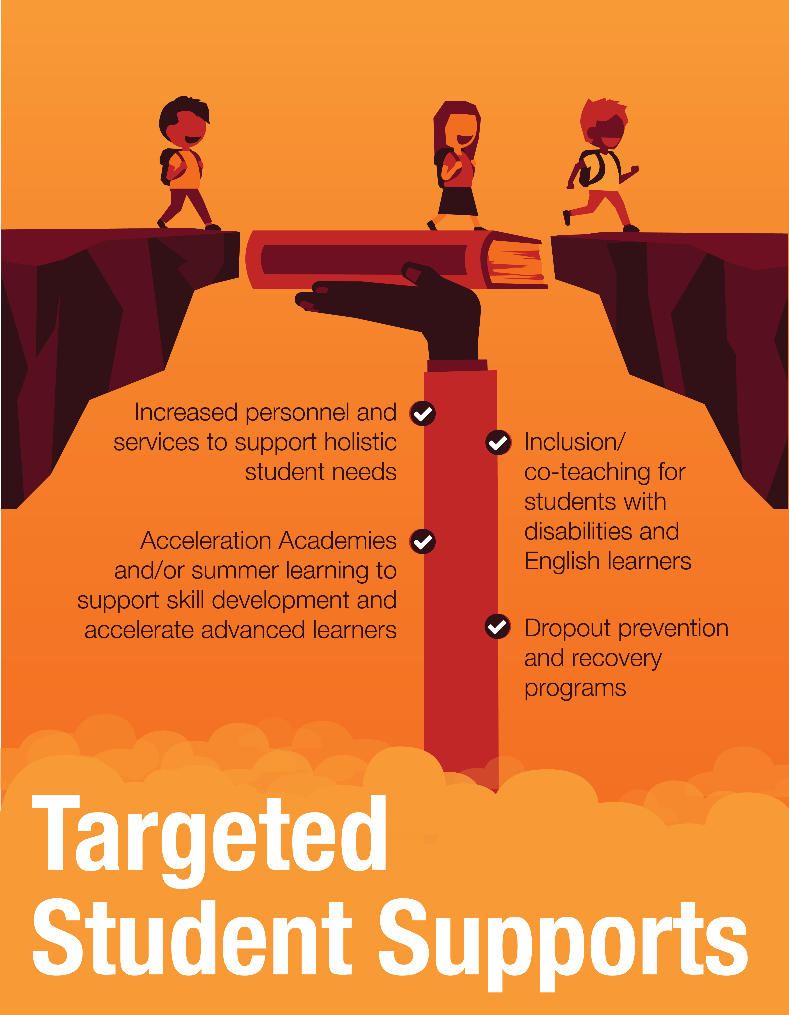 Increased personnel and
services to support holistic
student needs
Acceleration Academies
and/or summer learning to
support skill development and
accelerate advanced learners
Inclusion/
co-teaching for
students with
disabilities and
English learners
Dropout prevention
and recovery
programs
Targeted
Student Supports